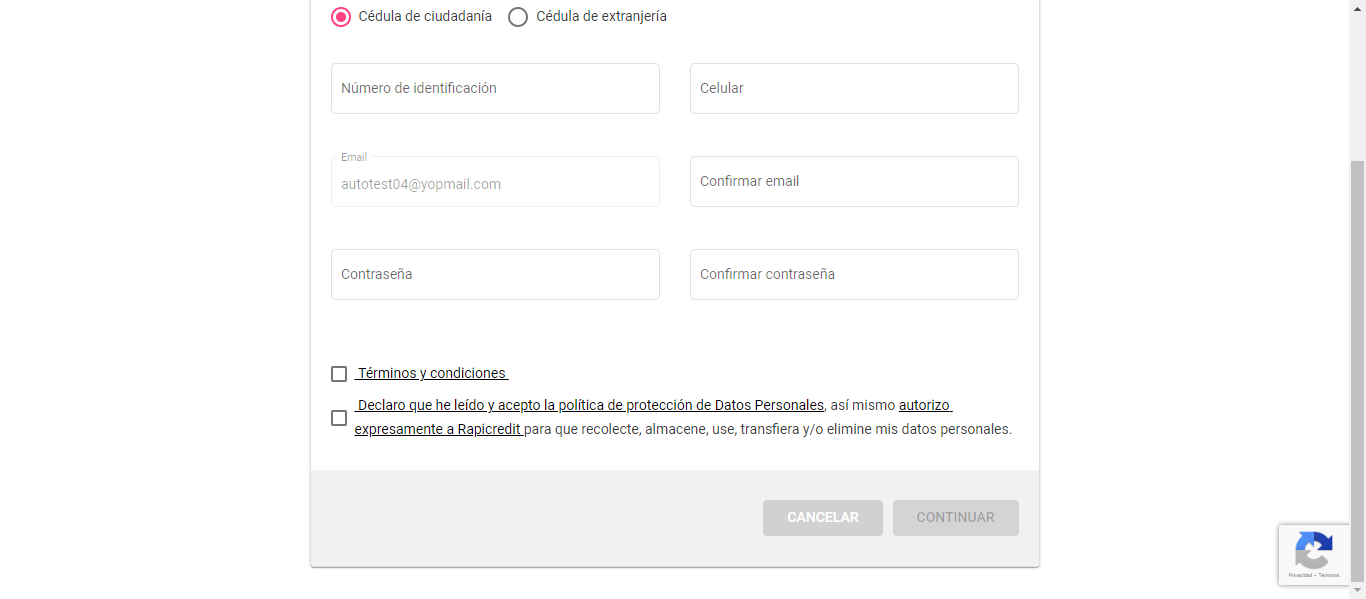 Cédula de ciudadanía Cédula de extranjería
Número de identificación Celular
Email
autotest04@yopmail.com Confirmar email
Contraseña Confirmar contraseña
Términos y condiciones
Declaro que he leído y acepto la política de protección de Datos Personales, así mismo autorizo
expresamente a Rapicredit para que recolecte, almacene, use, transfiera y/o elimine mis datos personales.
CANCELAR CONTINUAR
Privacidad - Términos